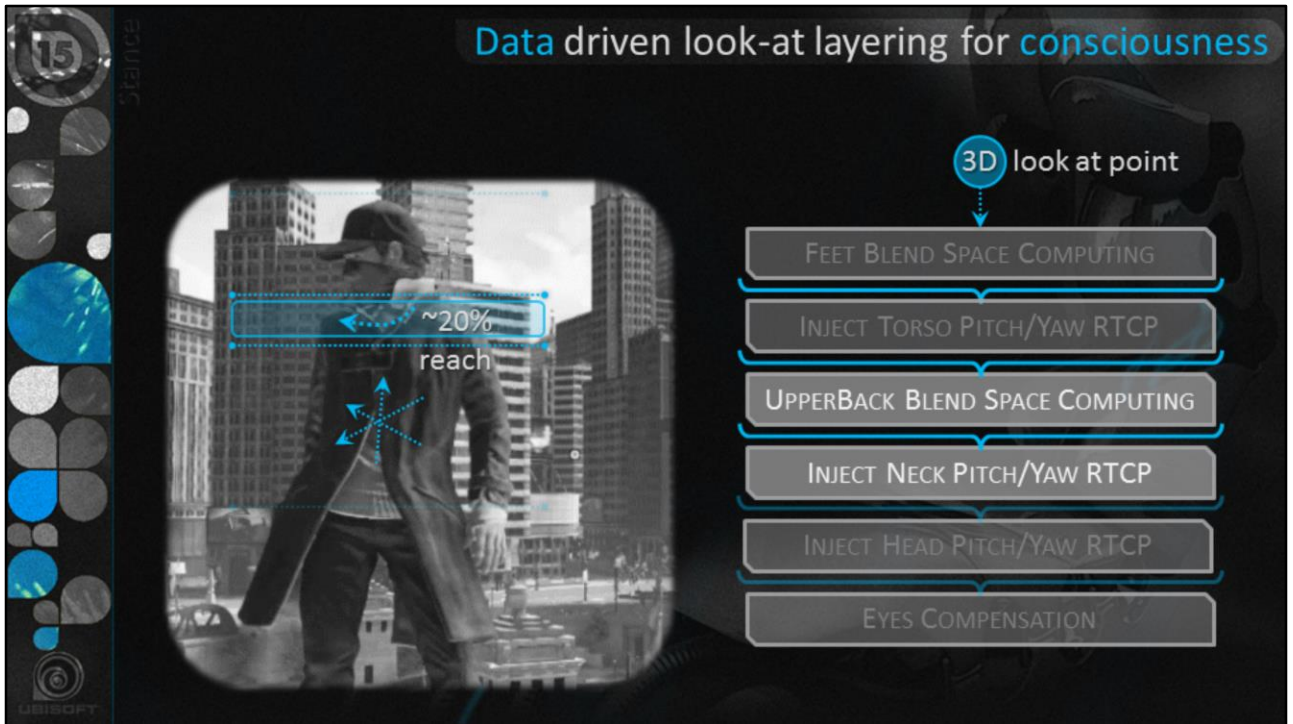 15
Stance
Data driven look-at layering for consciousness
3D look at point
~20%
reach
FEET BLEND SPACE COMPUTING
INJECT TORSO PITCH/YAW RTCP
UPPERBACK BLEND SPACE COMPUTING
INJECT NECK PITCH/YAW RTCP
INJECT HEAD PITCH/YAW RTCP
EYES COMPENSATION
UBISOFT